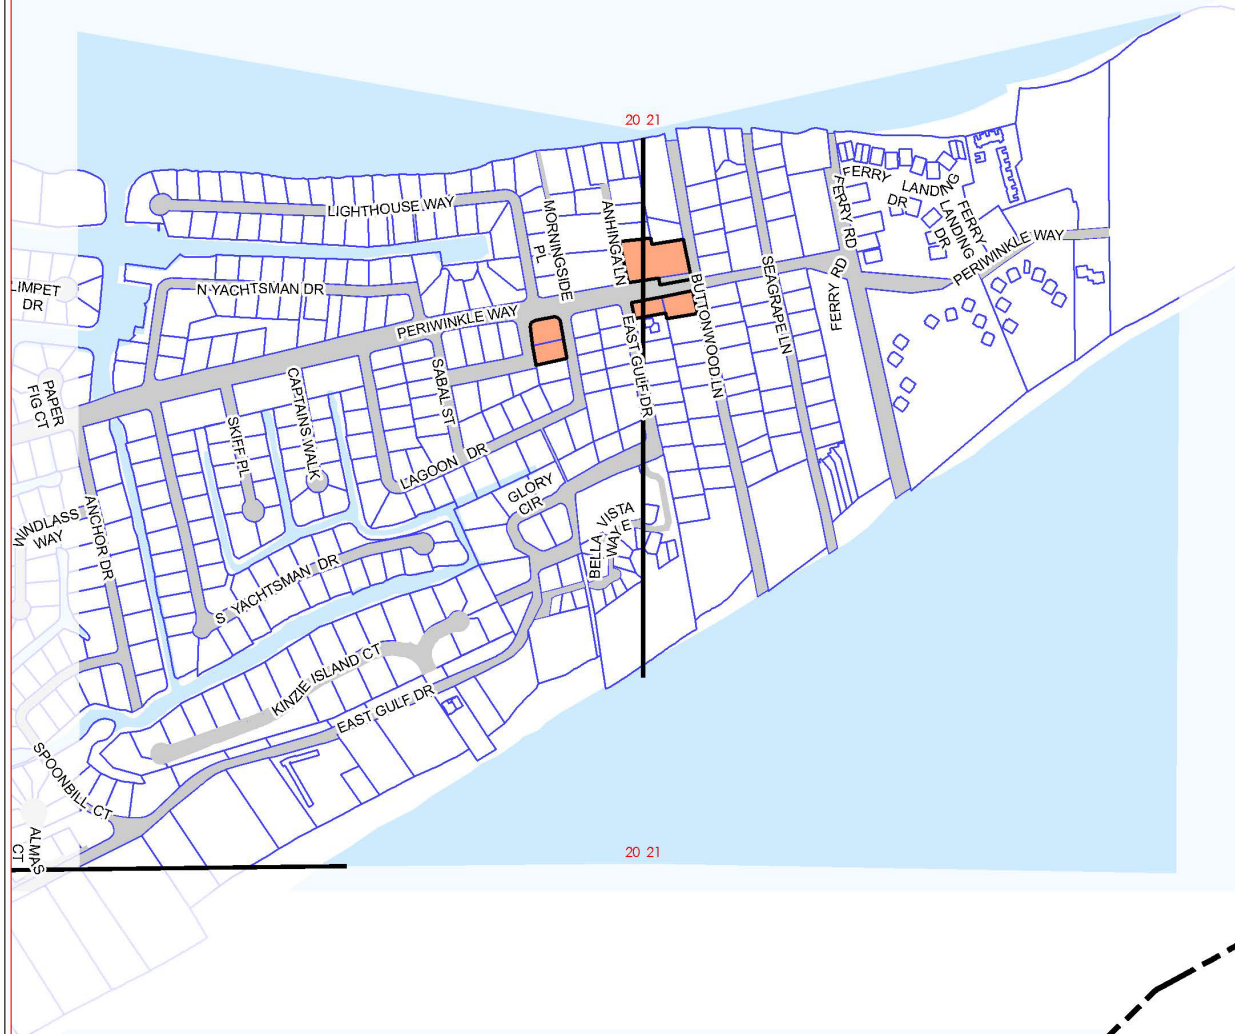 20 21
FERRY
LANDING
DR
FERRY
LANDING
DR
LIGHTHOUSE WAY
MORNINGSIDE
PL
ANHINGA LN
FERRY RD
PERIWINKLE WAY
LIMPET
DR
N YACHTSMAN DR
PERIWINKLE WAY
BUTTONWOOD LN
SEAGRAPE LN
FERRY RD
EAST GULF DR
PAPER
FIG CT
CAPTAINS WALK
SABAL ST
SKIFF PL
LAGOON DR
GLORY
CIR
WINDLASS
WAY
ANCHOR DR
BELLA VISTA
WAY E
S YACHTSMAN DR
KINZIE ISLAND CT
EAST GULF DR
SPOONBILL CT
ALMAS
CT
20 21